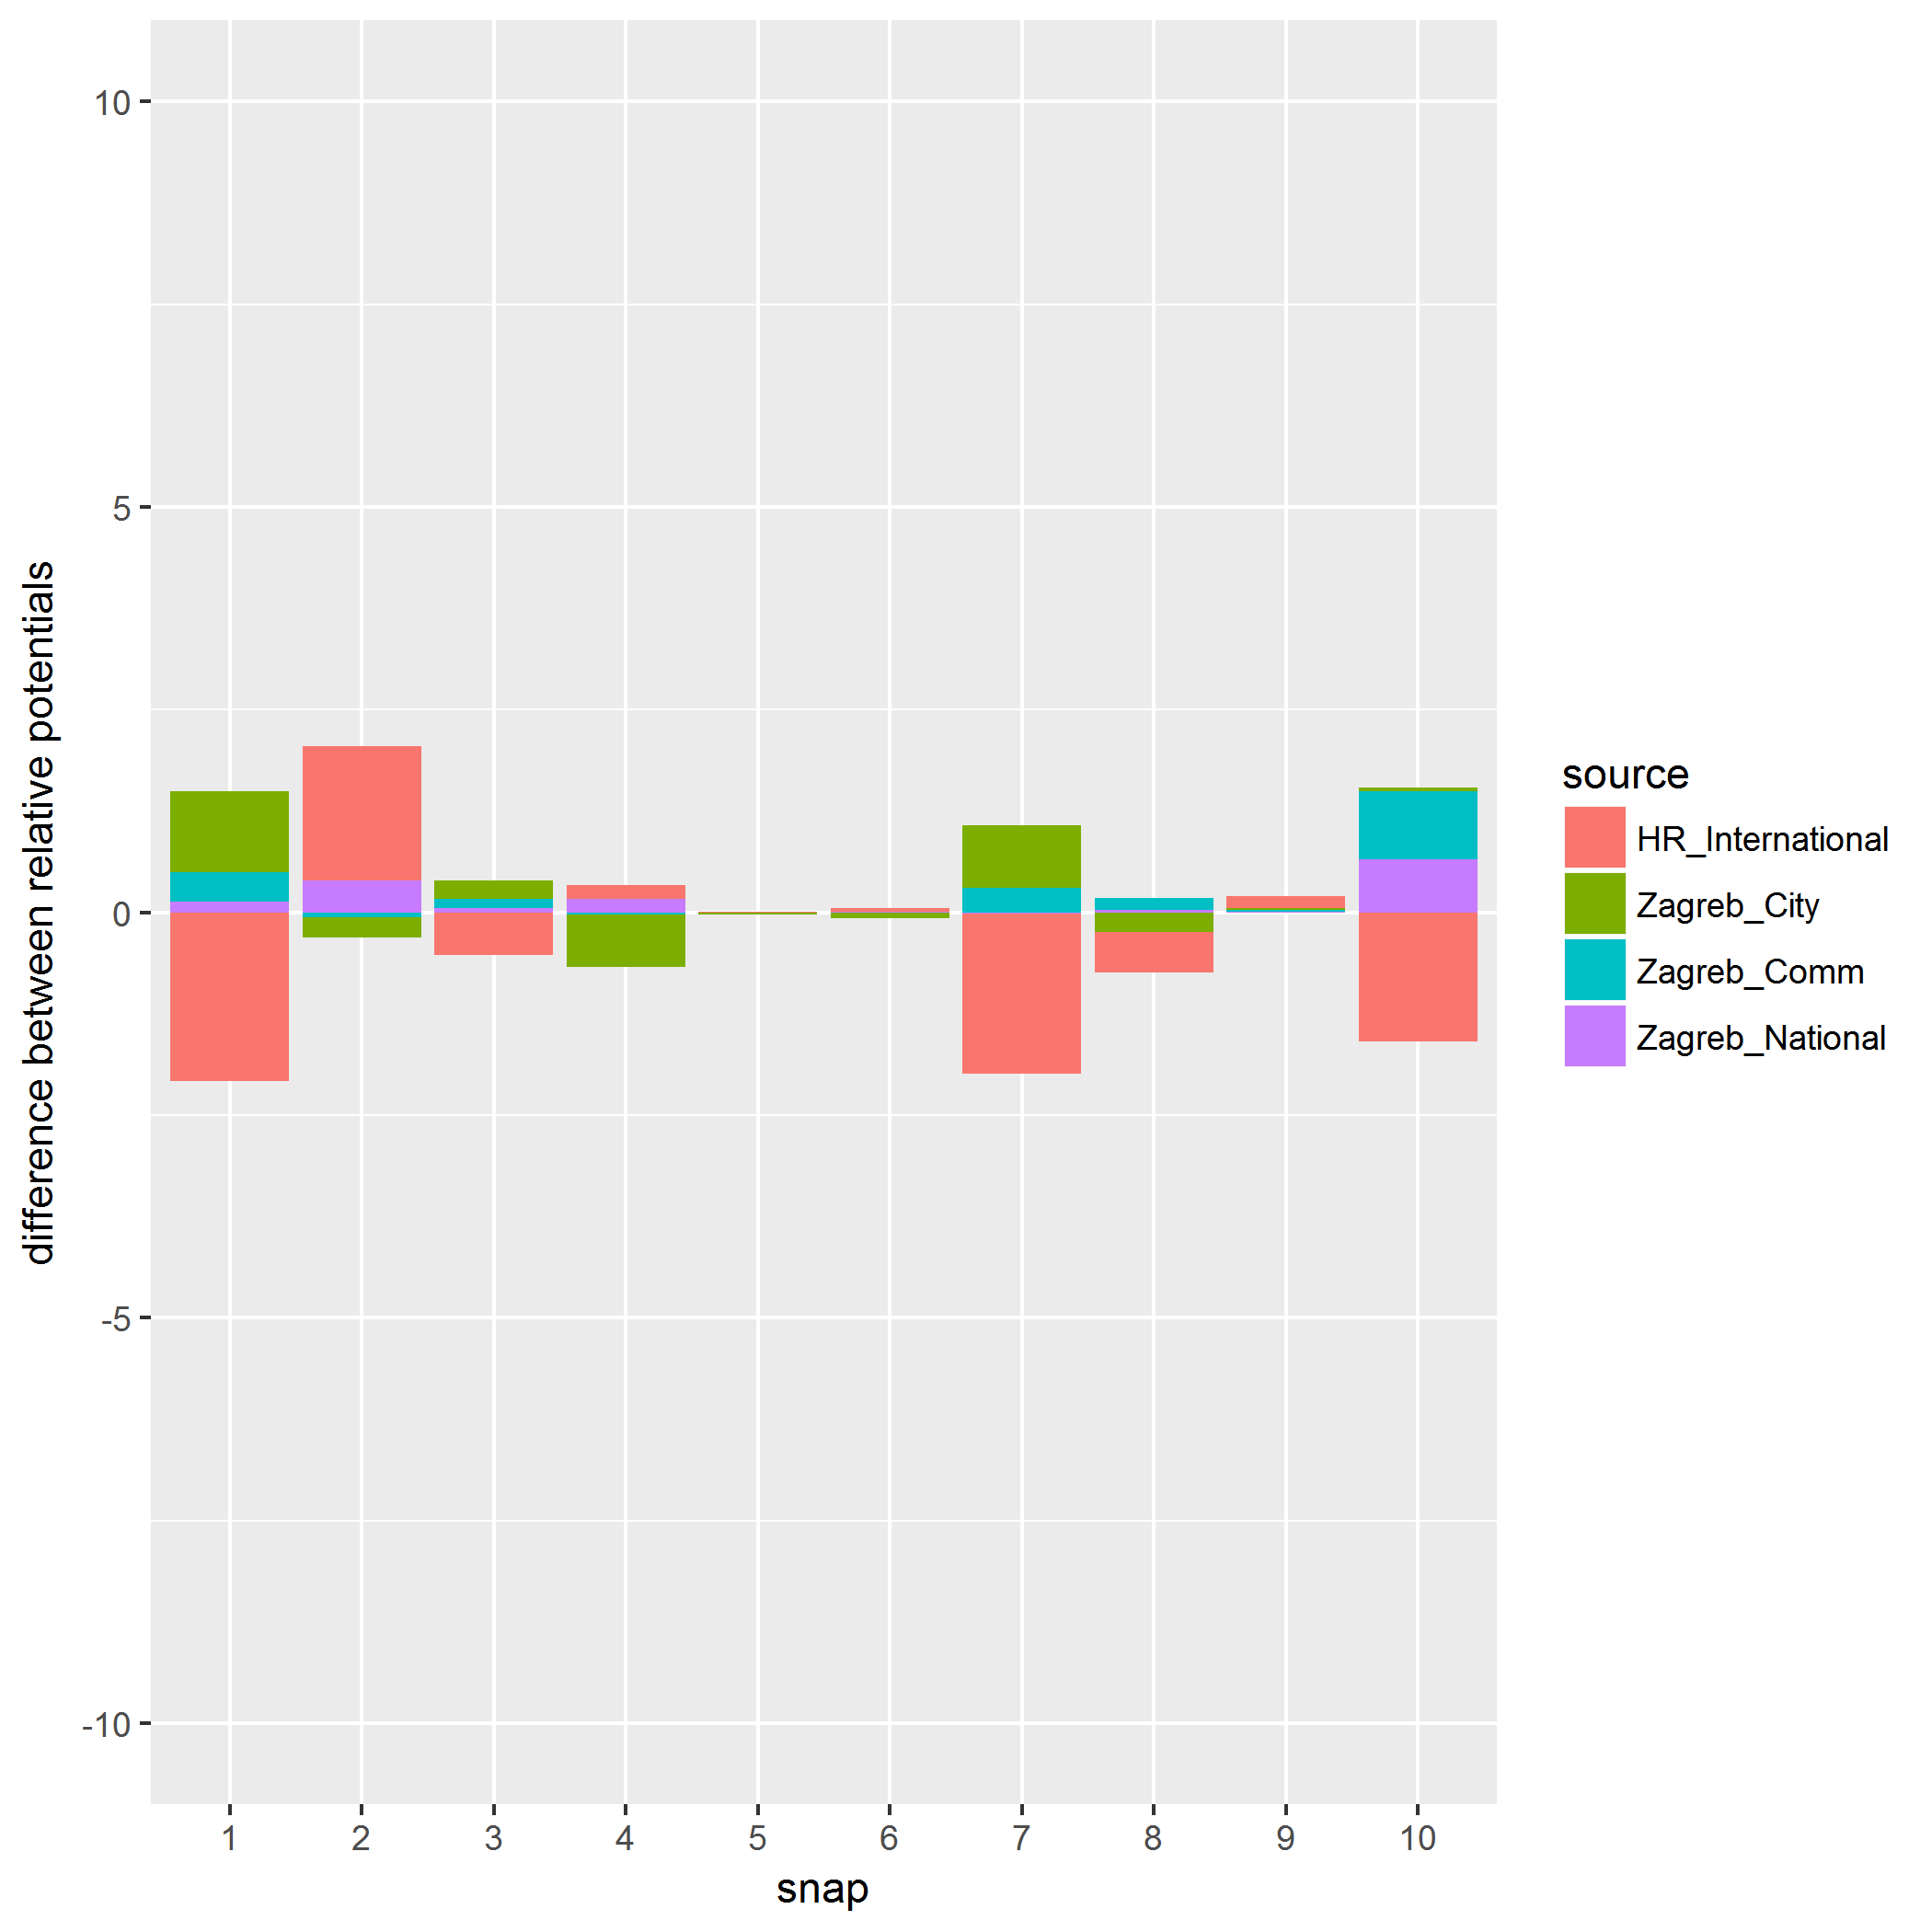 difference between relative potentials
10
5
0
-5
-10
1 2 3 4 5 6 7 8 9 10
snap
source
HR_International
Zagreb_City
Zagreb_Comm
Zagreb_National